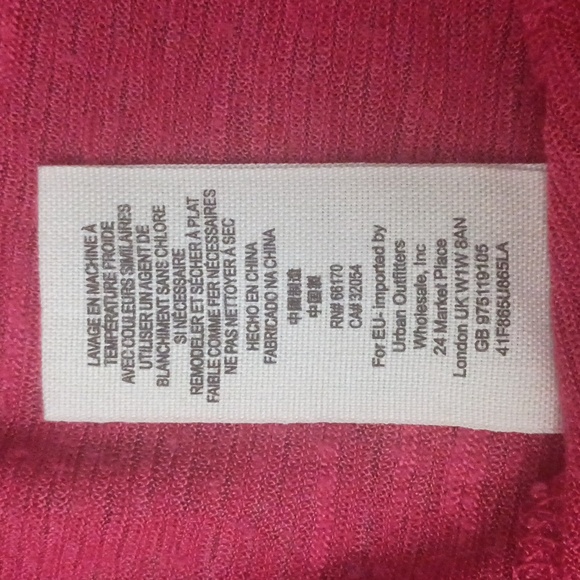 LAVAGE EN MACHINE À
TEMPÉRATURE FROIDE
AVEC COULEURS SIMILAIRES
UTILISER UN AGENT DE
BLANCHIMENT SANS CHLORE
SI NÉCESSAIRE
REMODELER ET SÉCHER À PLAT
FAIBLE COMME FER NÉCESSAIRES
NE PAS NETTOYER À SEC
HECHO EN CHINA
FABRICADO NA CHINA
中國製造
中国製
RN# 66170
CA# 32054
For EU- imported by
Urban Outfitters
Wholesale, Inc
24 Market Place
London UK W1W 8AN
GB 975119105
41F865U865LA